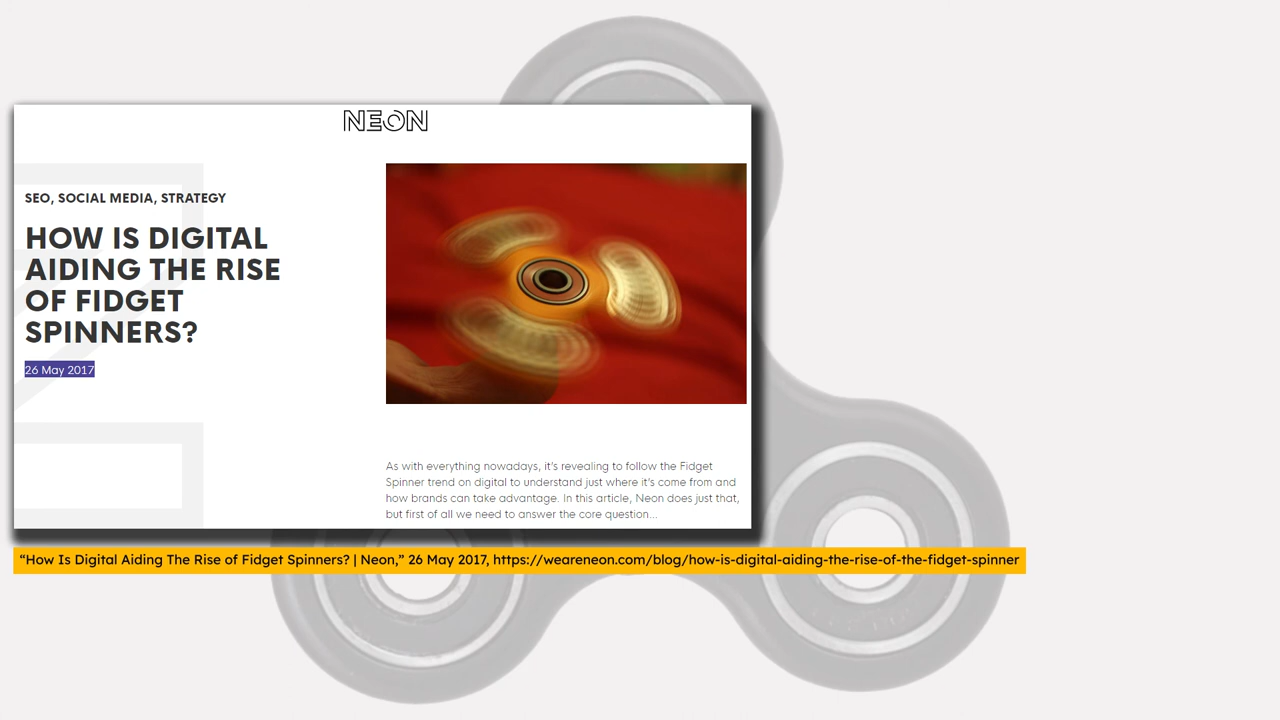 NEON
SEO, SOCIAL MEDIA, STRATEGY
HOW IS DIGITAL
AIDING THE RISE
OF FIDGET
SPINNERS?
26 May 2017
As with everything nowadays, it's revealing to follow the Fidget
Spinner trend on digital to understand just where it's come from and
how brands can take advantage. In this article, Neon does just that,
but first of all we need to answer the core question...
“How Is Digital Aiding The Rise of Fidget Spinners? | Neon,” 26 May 2017, https://weareneon.com/blog/how-is-digital-aiding-the-rise-of-the-fidget-spinner